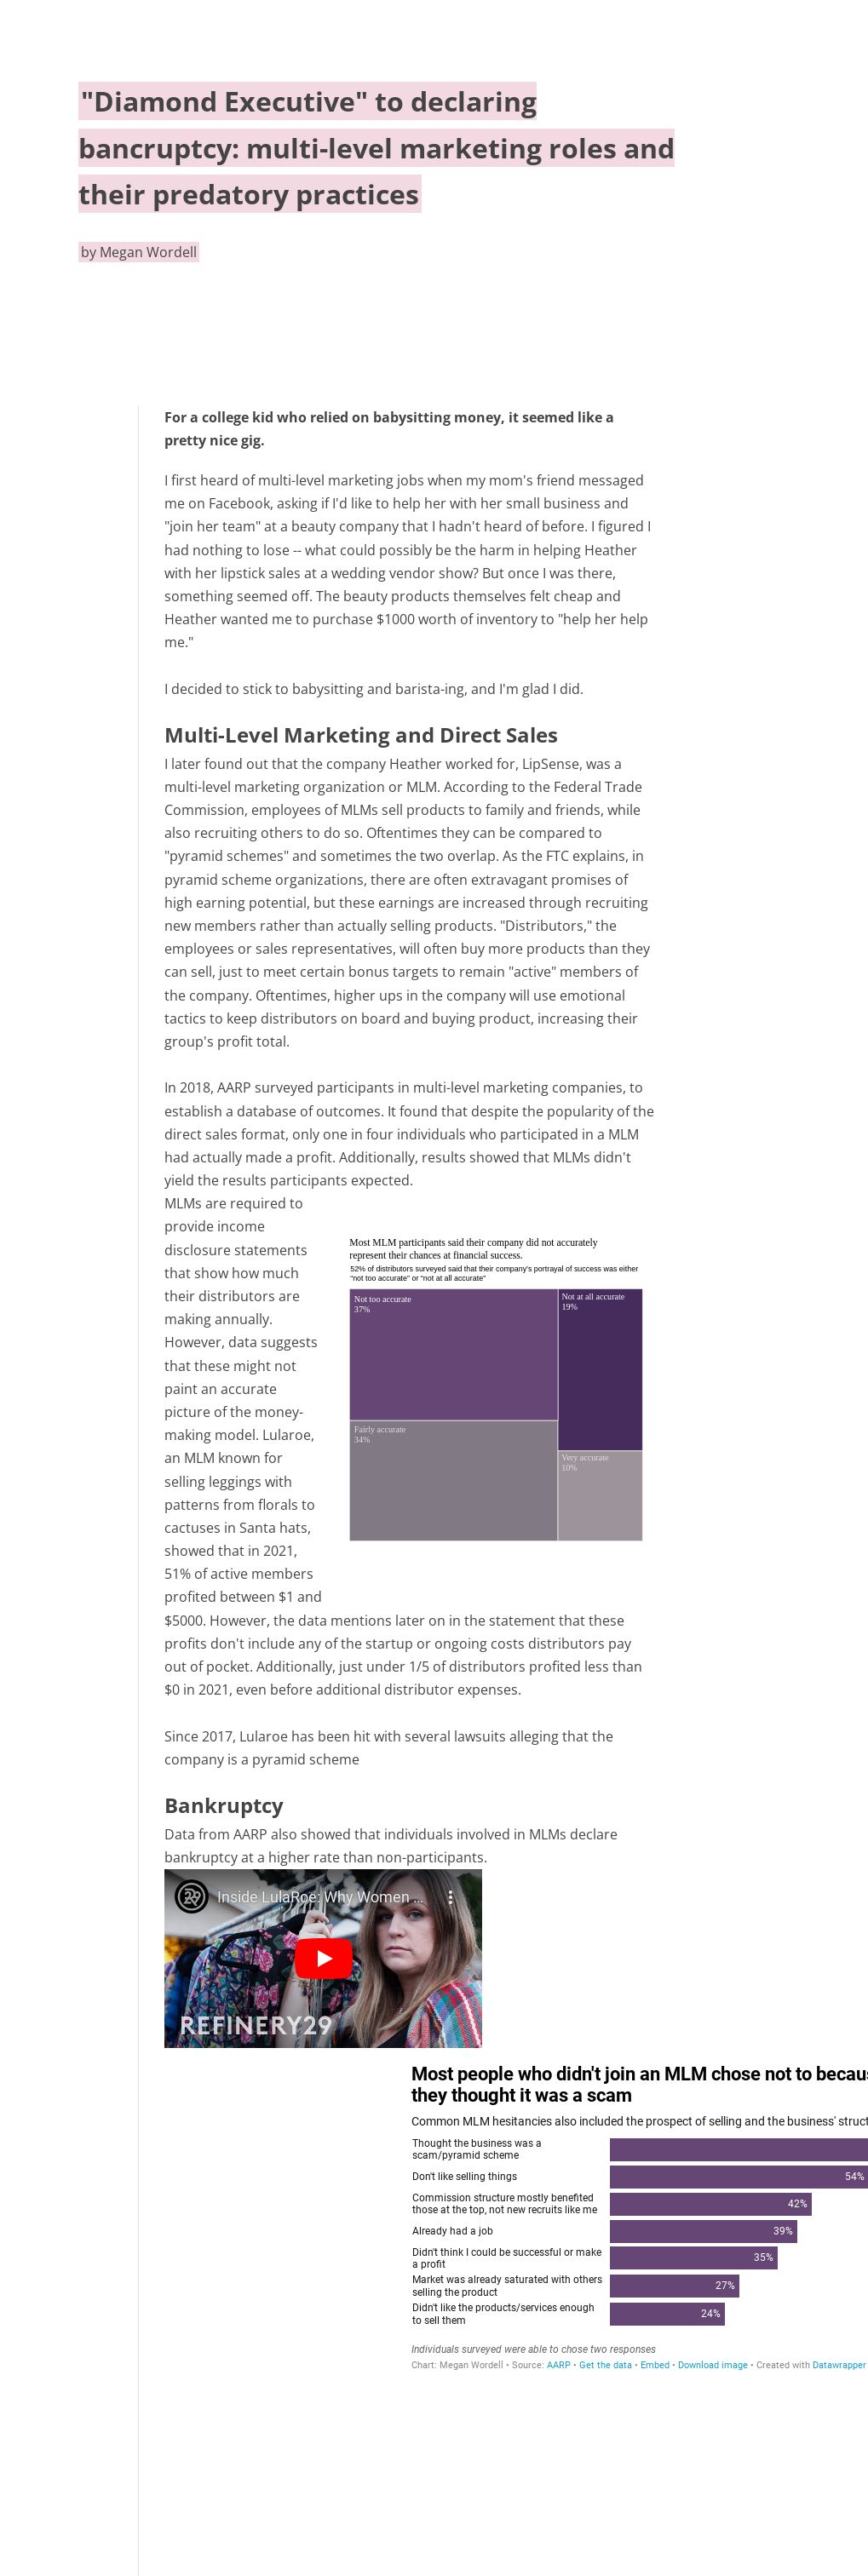 "Diamond Executive" to declaring
bancruptcy: multi-level marketing roles and
their predatory practices
by Megan Wordell
For a college kid who relied on babysitting money, it seemed like a
pretty nice gig.
I first heard of multi-level marketing jobs when my mom's friend messaged
me on Facebook, asking if I'd like to help her with her small business and
"join her team" at a beauty company that I hadn't heard of before. I figured I
had nothing to lose -- what could possibly be the harm in helping Heather
with her lipstick sales at a wedding vendor show? But once I was there,
something seemed off. The beauty products themselves felt cheap and
Heather wanted me to purchase $1000 worth of inventory to "help her help
me."
I decided to stick to babysitting and barista-ing, and I'm glad I did.
Multi-Level Marketing and Direct Sales
I later found out that the company Heather worked for, LipSense, was a
multi-level marketing organization or MLM. According to the Federal Trade
Commission, employees of MLMs sell products to family and friends, while
also recruiting others to do so. Oftentimes they can be compared to
"pyramid schemes" and sometimes the two overlap. As the FTC explains, in
pyramid scheme organizations, there are often extravagant promises of
high earning potential, but these earnings are increased through recruiting
new members rather than actually selling products. "Distributors," the
employees or sales representatives, will often buy more products than they
can sell, just to meet certain bonus targets to remain "active" members of
the company. Oftentimes, higher ups in the company will use emotional
tactics to keep distributors on board and buying product, increasing their
group's profit total.
In 2018, AARP surveyed participants in multi-level marketing companies, to
establish a database of outcomes. It found that despite the popularity of the
direct sales format, only one in four individuals who participated in a MLM
had actually made a profit. Additionally, results showed that MLMs didn't
yield the results participants expected.
MLMs are required to
provide income
disclosure statements
that show how much
their distributors are
making annually.
However, data suggests
that these might not
paint an accurate
picture of the money-
making model. Lularoe,
an MLM known for
selling leggings with
patterns from florals to
cactuses in Santa hats,
showed that in 2021,
51% of active members
profited between $1 and
$5000. However, the data mentions later on in the statement that these
profits don't include any of the startup or ongoing costs distributors pay
out of pocket. Additionally, just under 1/5 of distributors profited less than
$0 in 2021, even before additional distributor expenses.
Most MLM participants said their company did not accurately
represent their chances at financial success.
52% of distributors surveyed said that their company's portrayal of success was either
"not too accurate" or "not at all accurate"
Not too accurate
37%
Not at all accurate
19%
Fairly accurate
34%
Very accurate
10%
Since 2017, Lularoe has been hit with several lawsuits alleging that the
company is a pyramid scheme
Bankruptcy
Data from AARP also showed that individuals involved in MLMs declare
bankruptcy at a higher rate than non-participants.
29
Inside LulaRoe: Why Women ...
REFINERY29
Most people who didn't join an MLM chose not to becau
they thought it was a scam
Common MLM hesitancies also included the prospect of selling and the business' struct
Thought the business was a
scam/pyramid scheme
Don't like selling things
54%
Commission structure mostly benefited
those at the top, not new recruits like me
42%
Already had a job
39%
Didn't think I could be successful or make
a profit
35%
Market was already saturated with others
selling the product
27%
Didn't like the products/services enough
to sell them
24%
Individuals surveyed were able to chose two responses
Chart: Megan Wordell • Source: AARP • Get the data • Embed • Download image • Created with Datawrapper